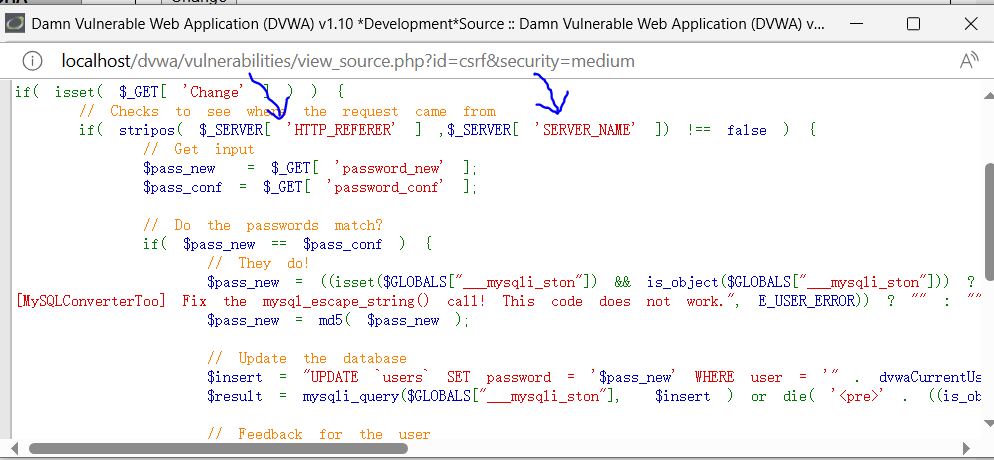 Change
Damn Vulnerable Web Application (DVWA) v1.10 *Development*Source :: Damn Vulnerable Web Application (DVWA) v...
localhost/dvwa/vulnerabilities/view_source.php?id=csrf&security=medium
if( isset( $_GET[ 'Change' ] ) ) {
// Checks to see where the request came from
if( stripos( $_SERVER[ 'HTTP_REFERER' ] ,$_SERVER[ 'SERVER_NAME' ]) !== false ) {
// Get input
$pass_new = $_GET[ 'password_new' ];
$pass_conf = $_GET[ 'password_conf' ];
// Do the passwords match?
if( $pass_new == $pass_conf ) {
// They do!
$pass_new = ((isset($GLOBALS["___mysqli_ston"]) && is_object($GLOBALS["___mysqli_ston"])) ?
[MySQLConverterToo] Fix the mysql_escape_string() call! This code does not work.", E_USER_ERROR)) ? "" : ""
$pass_new = md5( $pass_new );
// Update the database
$insert = "UPDATE `users` SET password = '$pass_new' WHERE user = '" . dvwaCurrentUs
$result = mysqli_query($GLOBALS["___mysqli_ston"], $insert ) or die( '<pre>' . ((is_ob
// Feedback for the user